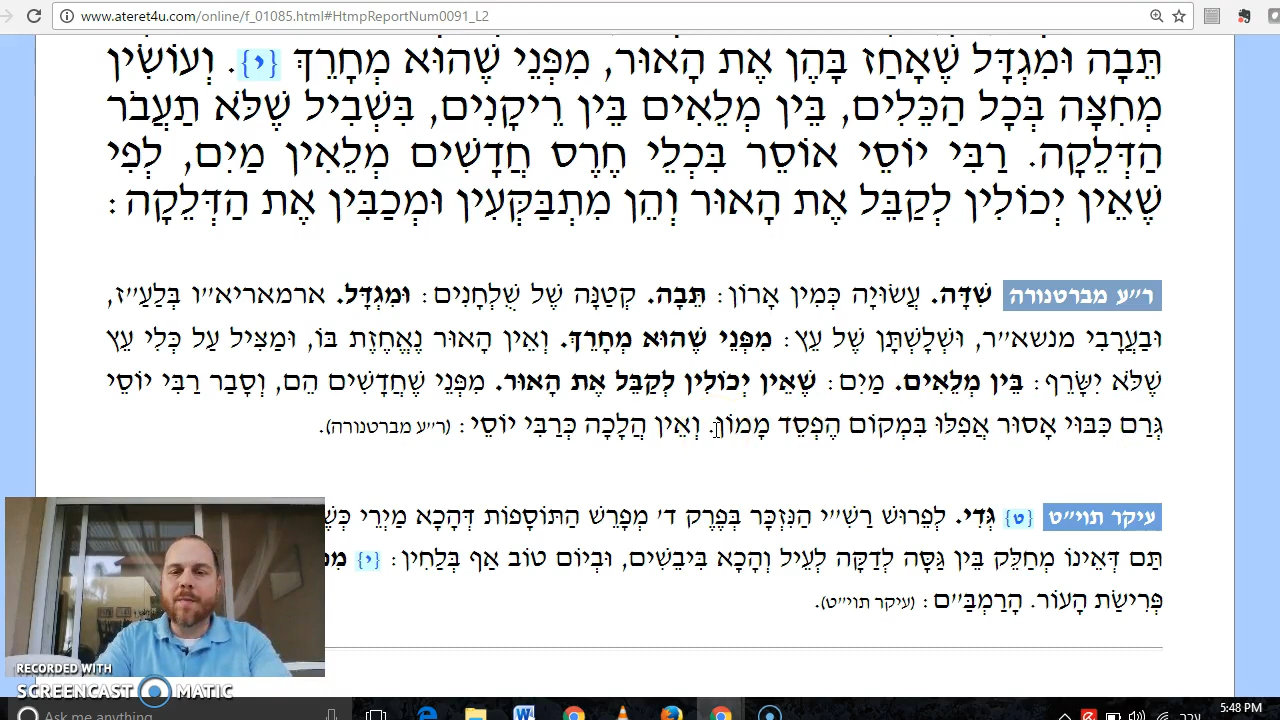 www.ateret4u.com/online/f_01085.html#HtmpReportNum0091_L2
תֵּבָה וּמִגְדָּל שֶׁאָחַז בָּהֶן אֶת הָאוּר, מִפְּנֵי שֶׁהוּא מְחָרֵךְ {י}. וְעוֹשִׂין
מְחִצָּה בְּכָל הַכֵּלִים, בֵּין מְלֵאִים בֵּין רֵיקָנִים, בִּשְׁבִיל שֶׁלֹּא תַעֲבֹר
הַדְּלֵקָה. רַבִּי יוֹסֵי אוֹסֵר בִּכְלֵי חֶרֶס חֲדָשִׁים מְלֵאִין מַיִם, לְפִי
שֶׁאֵין יְכוֹלִין לְקַבֵּל אֶת הָאוּר וְהֵן מִתְבַּקְּעִין וּמְכַבִּין אֶת הַדְּלֵקָה:
ר״ע מברטנורה שִׁדָּה. עֲשׂוּיָה כְּמִין אָרוֹן: תֵּבָה. קְטַנָּה שֶׁל שֻׁלְחָנִים: וּמִגְדָּל. ארמאריא״ו בְּלַעַ״ז,
וּבַעֲרָבִי מנשא״ר, וּשְׁלָשְׁתָּן שֶׁל עֵץ: מִפְּנֵי שֶׁהוּא מְחָרֵךְ. וְאֵין הָאוּר נֶאֱחֶזֶת בּוֹ, וּמַצִּיל עַל כְּלִי עֵץ
שֶׁלֹּא יִשָּׂרֵף: בֵּין מְלֵאִים. מַיִם: שֶׁאֵין יְכוֹלִין לְקַבֵּל אֶת הָאוּר. מִפְּנֵי שֶׁחֲדָשִׁים הֵם, וְסָבַר רַבִּי יוֹסֵי
גְּרַם כִּבּוּי אָסוּר אֲפִלּוּ בִּמְקוֹם הֶפְסֵד מָמוֹן. וְאֵין הֲלָכָה כְּרַבִּי יוֹסֵי: (ר״ע מברטנורה).
עיקר תוי״ט {ט} גְּדִי. לְפֵרוּשׁ רַשִׁ״י הַנִּזְכָּר בְּפֶרֶק ד׳ מְפָרֵשׁ הַתּוֹסָפוֹת דְּהָכָא מַיְרֵי
תַּם דְּאֵינוֹ מְחַלֵּק בֵּין גַּסָּה לְדַקָּה לְעֵיל וְהָכָא בִּיבֵשִׁים, וּבְיוֹם טוֹב אַף בְּלַחִין: {י}
פְּרִישַׂת הָעוֹר. הָרַמְבַּ״ם: (עיקר תוי״ט).
RECORDED WITH
SCREENCAST MATIC
Ask me anything
עבר
5:48 PM